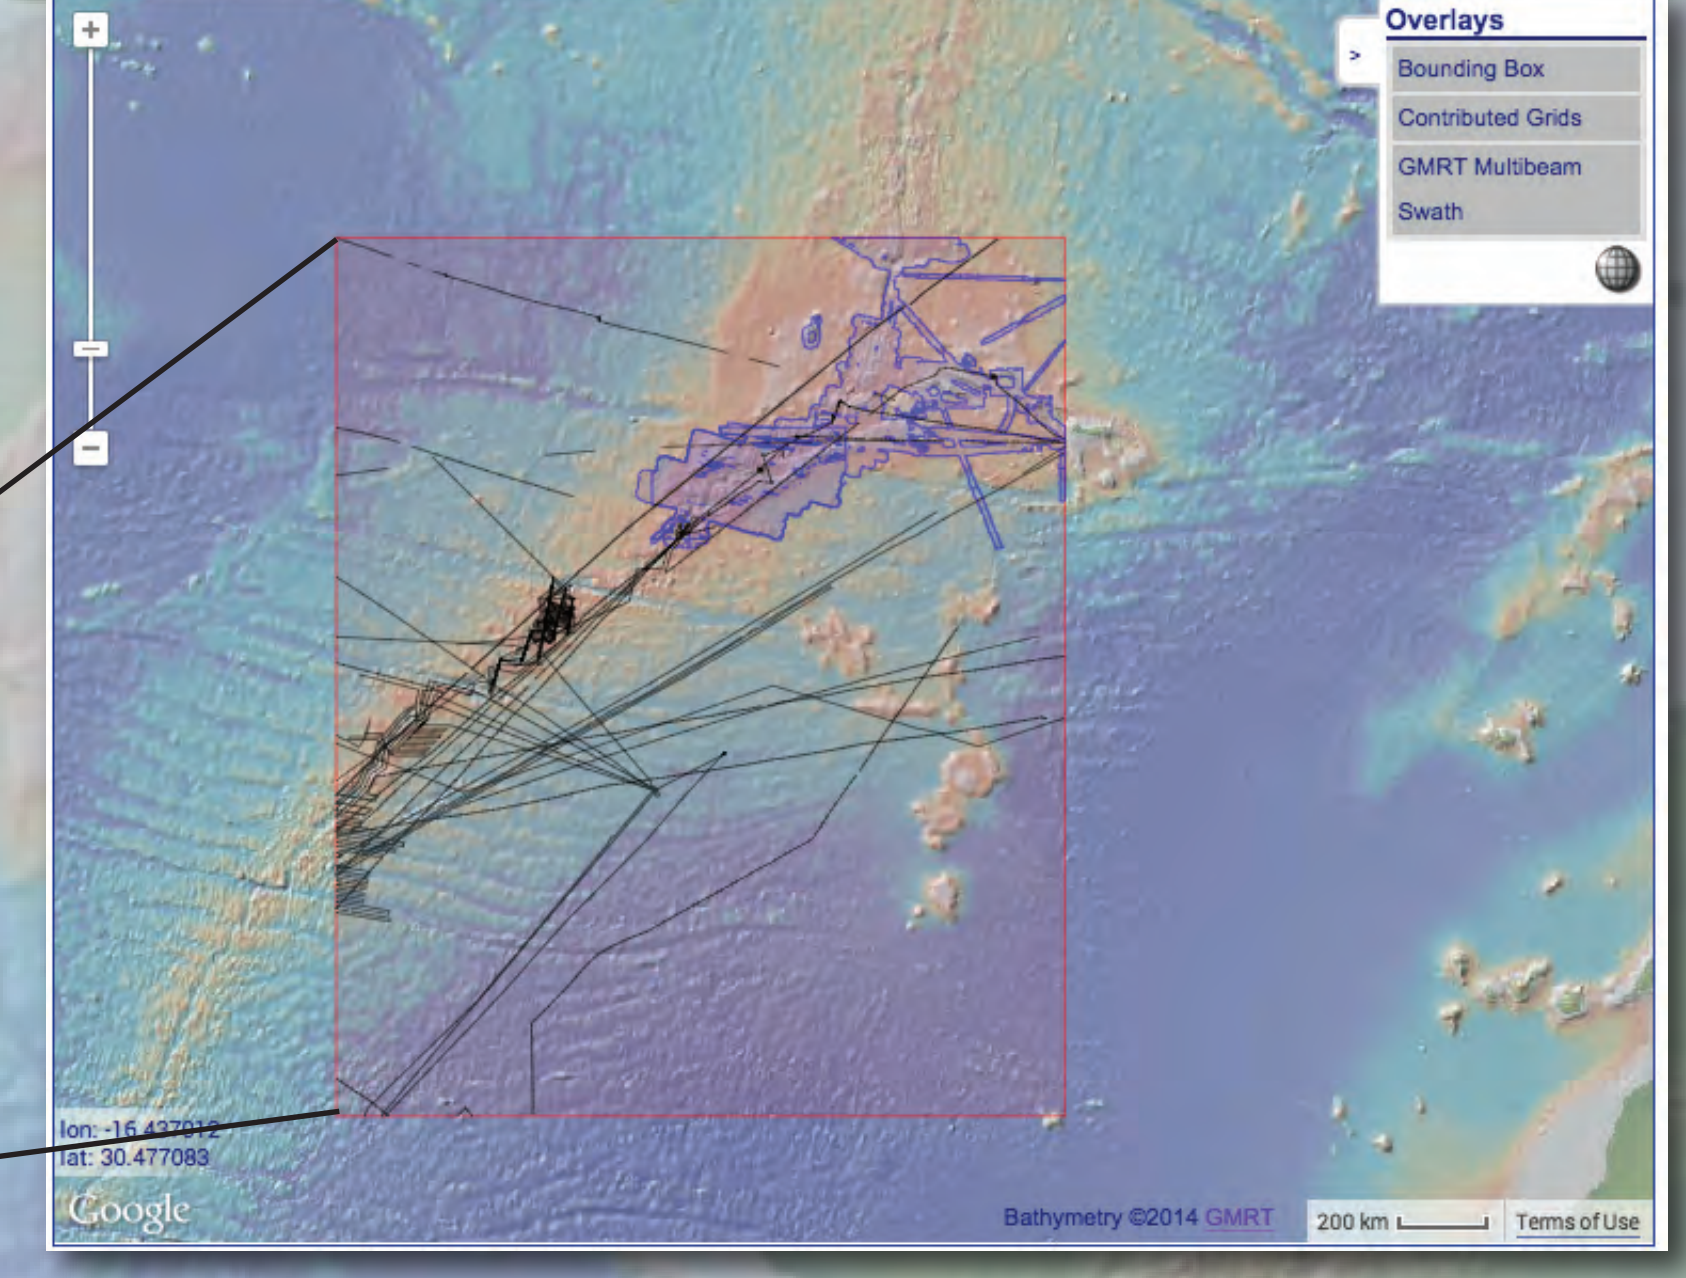 +
Overlays
>
Bounding Box
Contributed Grids
GMRT Multibeam
Swath
−
lon: -16.437012
lat: 30.477083
Google
Bathymetry ©2014 GMRT
200 km
Terms of Use